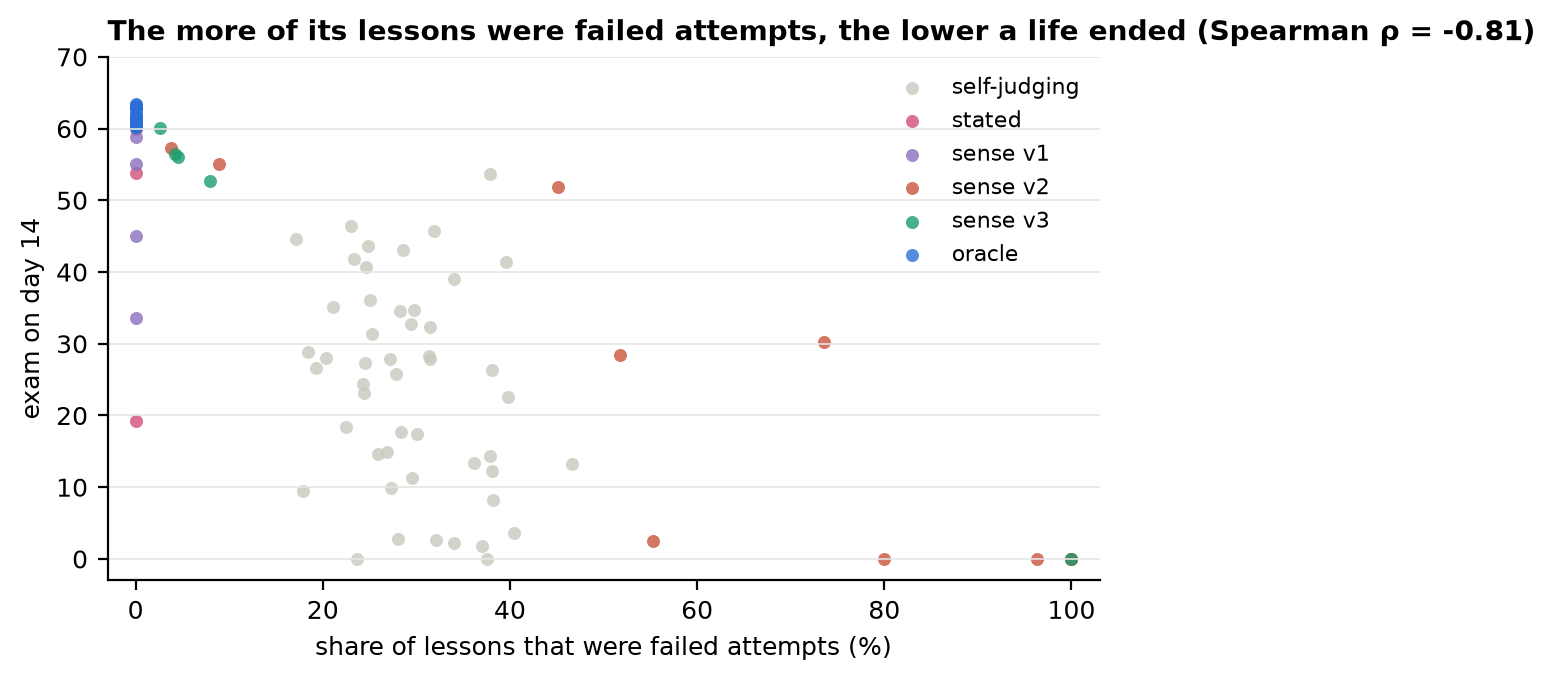 The more of its lessons were failed attempts, the lower a life ended (Spearman ρ = -0.81)
70
60
50
40
30
20
10
0
exam on day 14
self-judging
stated
sense v1
sense v2
sense v3
oracle
0 20 40 60 80 100
share of lessons that were failed attempts (%)